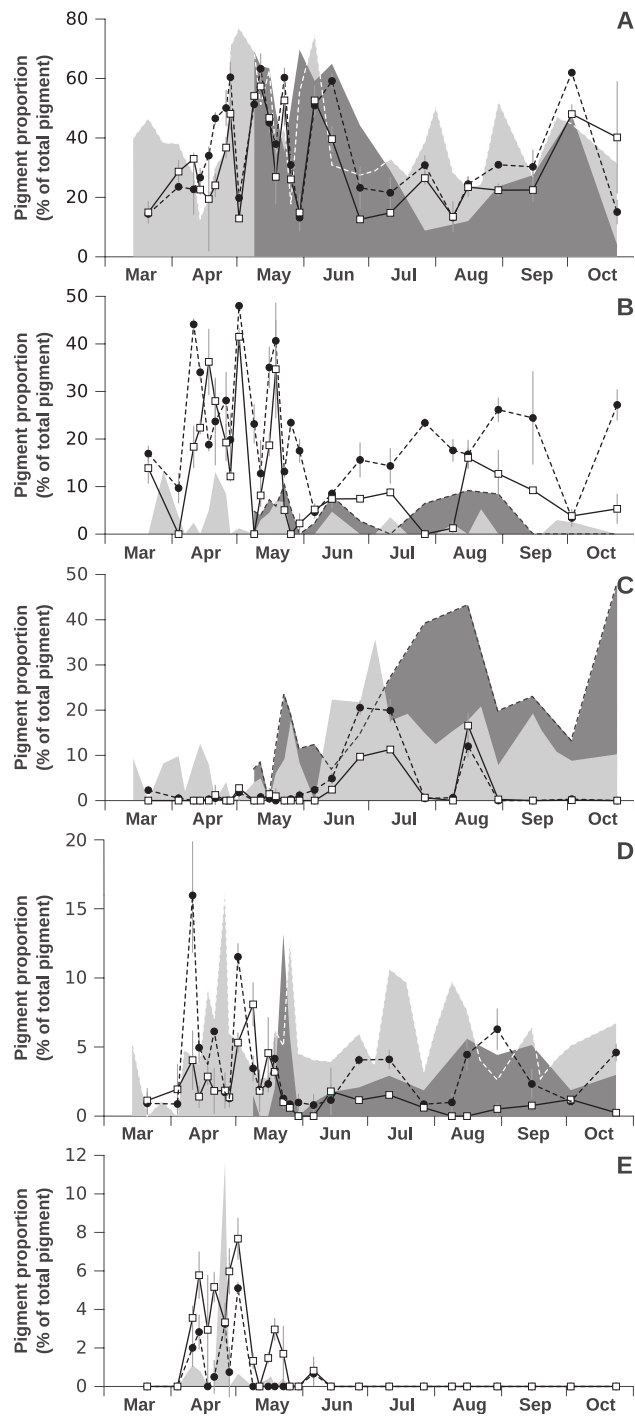 A
Pigment proportion
(% of total pigment)
80
60
40
20
0
Mar Apr May Jun Jul Aug Sep Oct
B
Pigment proportion
(% of total pigment)
50
40
30
20
10
0
Mar Apr May Jun Jul Aug Sep Oct
C
Pigment proportion
(% of total pigment)
50
40
30
20
10
0
Mar Apr May Jun Jul Aug Sep Oct
D
Pigment proportion
(% of total pigment)
20
15
10
5
0
Mar Apr May Jun Jul Aug Sep Oct
E
Pigment proportion
(% of total pigment)
12
10
8
6
4
2
0
Mar Apr May Jun Jul Aug Sep Oct